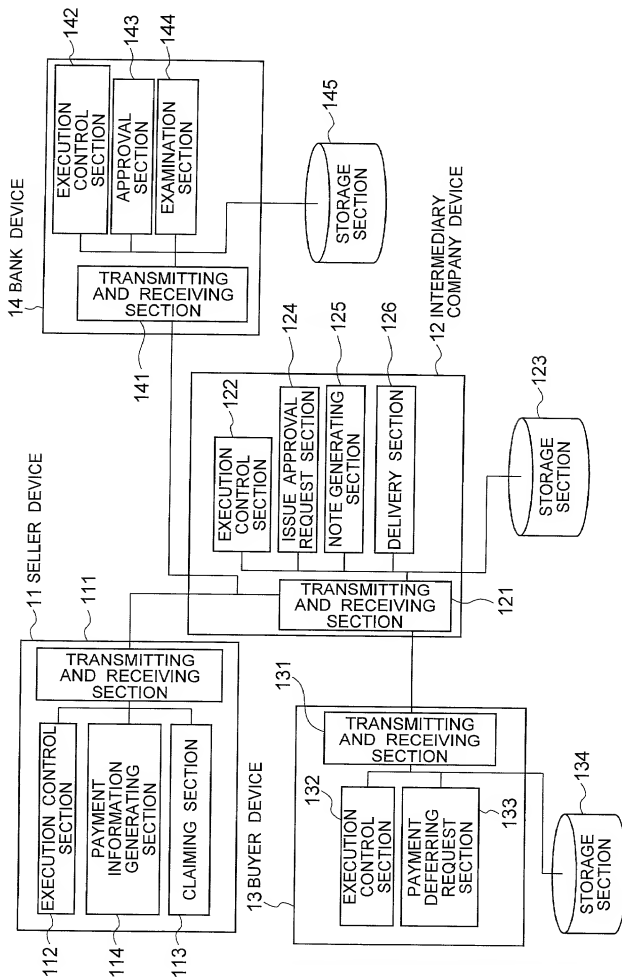 14 BANK DEVICE
EXECUTION
CONTROL
SECTION
142
APPROVAL
SECTION
143
EXAMINATION
SECTION
144
TRANSMITTING
AND RECEIVING
SECTION
141
STORAGE
SECTION
145
12 INTERMEDIARY
COMPANY DEVICE
EXECUTION
CONTROL
SECTION
122
ISSUE APPROVAL
REQUEST SECTION
124
NOTE GENERATING
SECTION
125
DELIVERY SECTION
126
TRANSMITTING
AND RECEIVING
SECTION
121
STORAGE
SECTION
123
11 SELLER DEVICE
111
TRANSMITTING
AND RECEIVING
SECTION
EXECUTION CONTROL
SECTION
112
PAYMENT
INFORMATION
GENERATING
SECTION
114
CLAIMING SECTION
113
13 BUYER DEVICE
131
TRANSMITTING
AND RECEIVING
SECTION
132
EXECUTION
CONTROL
SECTION
PAYMENT
DEFERRING
REQUEST
SECTION
133
STORAGE
SECTION
134